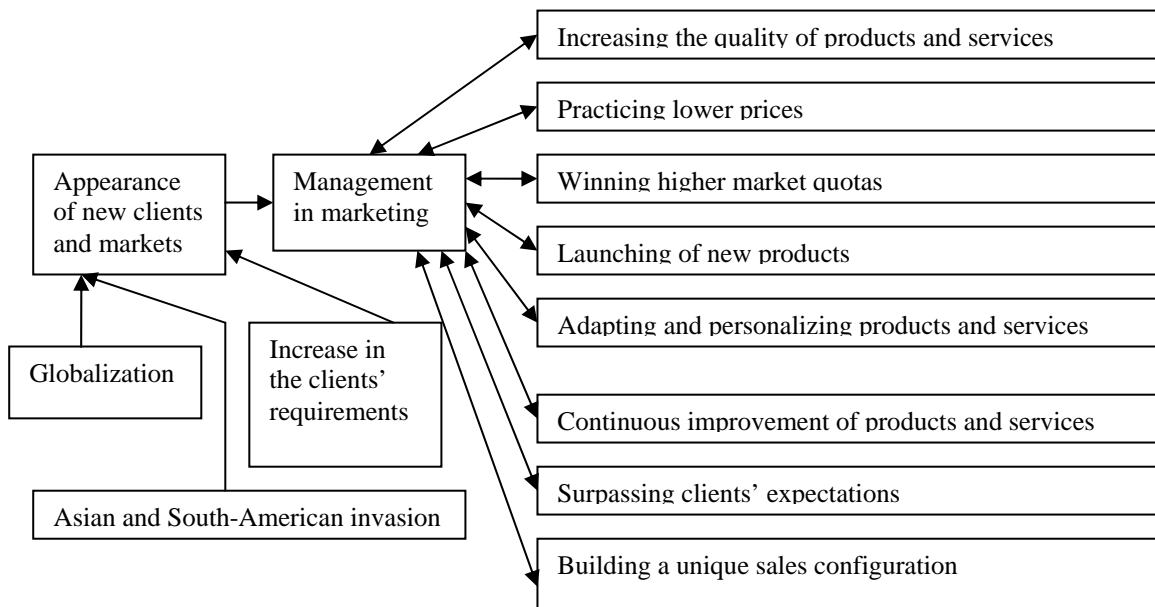 Increasing the quality of products and services
Practicing lower prices
Appearance
of new clients
and markets
Management
in marketing
Winning higher market quotas
Launching of new products
Adapting and personalizing products and services
Globalization
Increase in
the clients’
requirements
Continuous improvement of products and services
Surpassing clients’ expectations
Asian and South-American invasion
Building a unique sales configuration